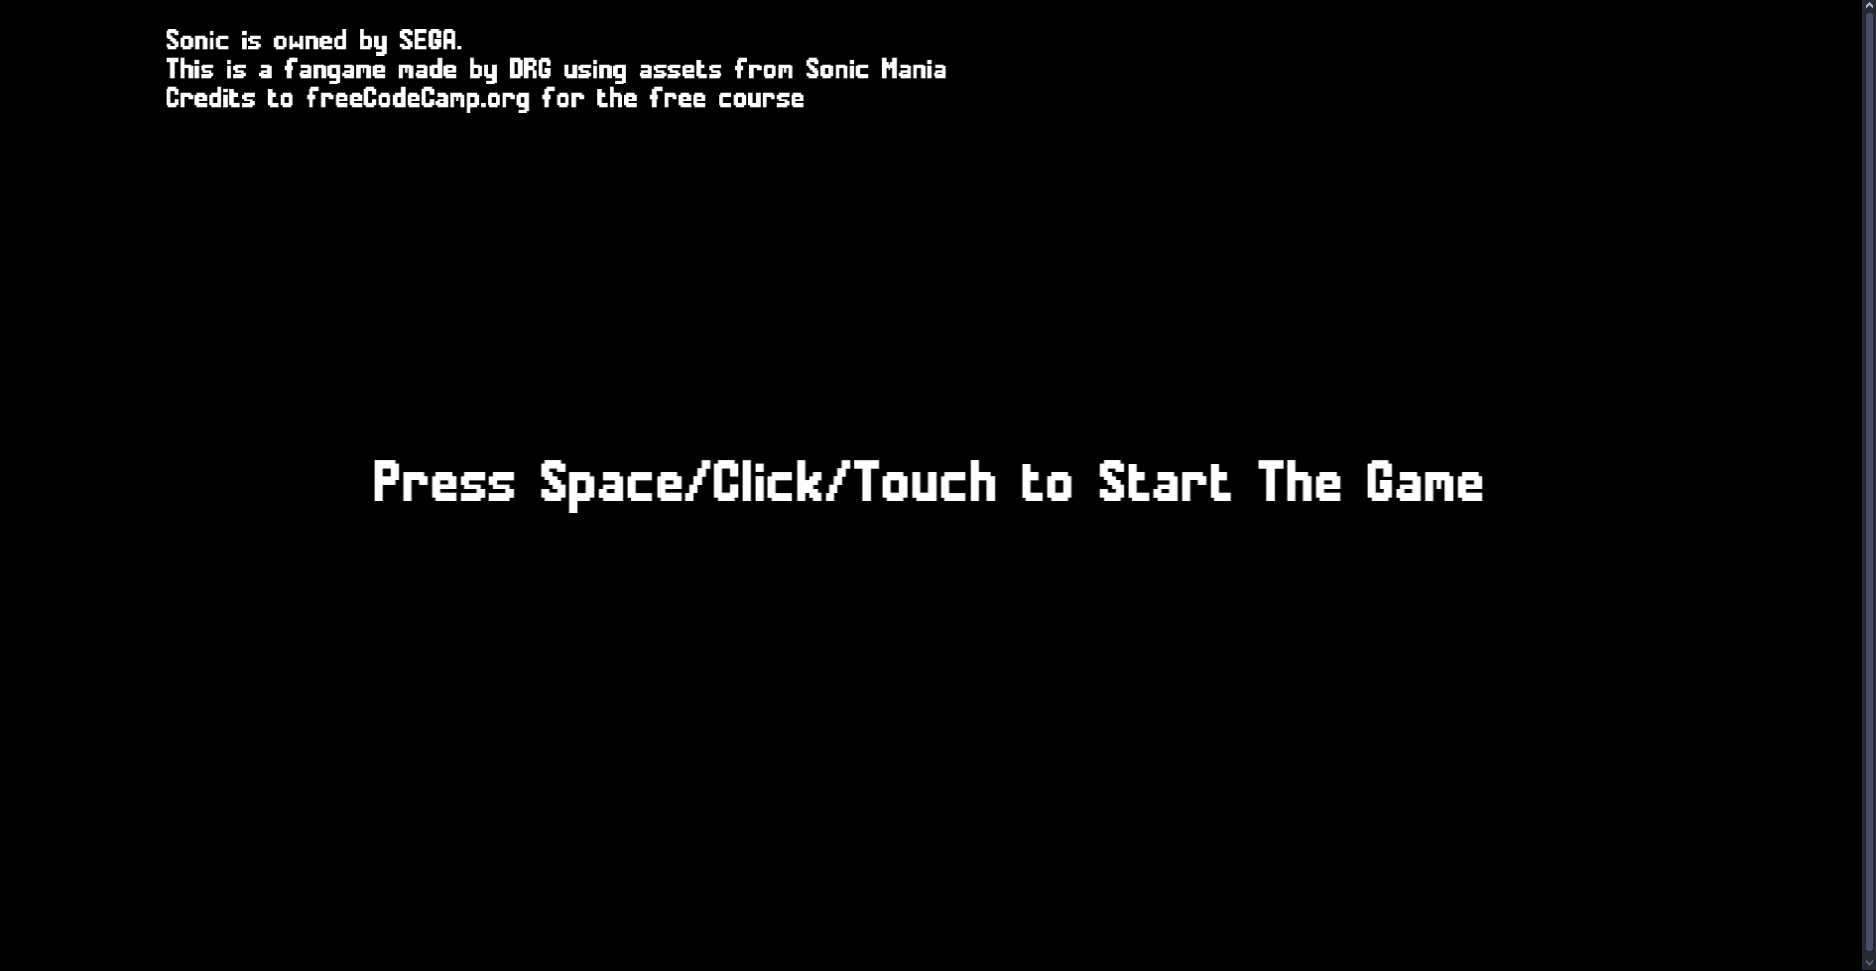 Sonic is owned by SEGA.
This is a fangame made by DRG using assets from Sonic Mania
Credits to freeCodeCamp.org for the free course
Press Space/Click/Touch to Start The Game